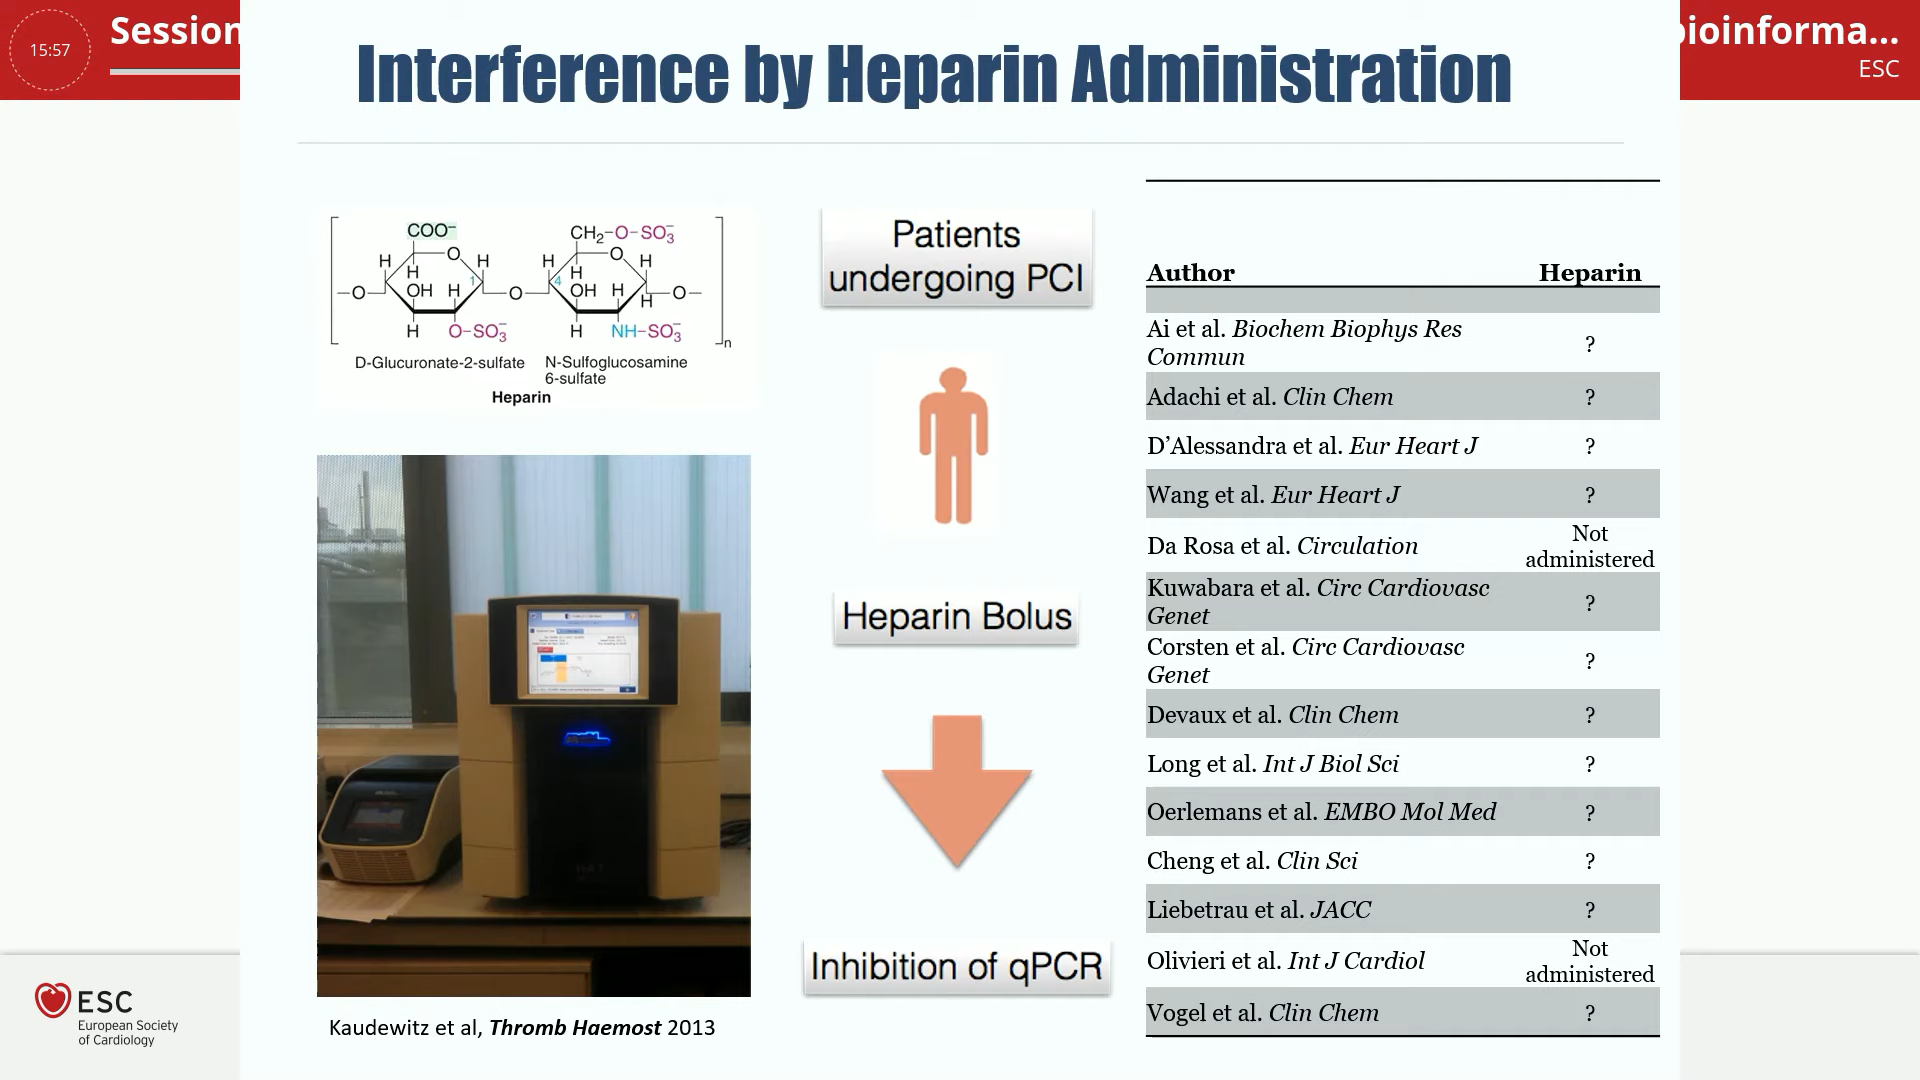 15:57
Session
bioinforma...
ESC
Interference by Heparin Administration
COO⁻
CH₂–O–SO₃⁻
H O H H O H
H H
–O 1 O 4 O–
OH H OH H
H
H O–SO₃⁻ H NH–SO₃⁻
n
D-Glucuronate-2-sulfate N-Sulfoglucosamine
6-sulfate
Heparin
Kaudewitz et al, Thromb Haemost 2013
Patients
undergoing PCI
Heparin Bolus
Inhibition of qPCR
Author Heparin
Ai et al. Biochem Biophys Res
Commun ?
Adachi et al. Clin Chem ?
D’Alessandra et al. Eur Heart J ?
Wang et al. Eur Heart J ?
Da Rosa et al. Circulation Not
administered
Kuwabara et al. Circ Cardiovasc
Genet ?
Corsten et al. Circ Cardiovasc
Genet ?
Devaux et al. Clin Chem ?
Long et al. Int J Biol Sci ?
Oerlemans et al. EMBO Mol Med ?
Cheng et al. Clin Sci ?
Liebetrau et al. JACC ?
Olivieri et al. Int J Cardiol Not
administered
Vogel et al. Clin Chem ?
ESC
European Society
of Cardiology